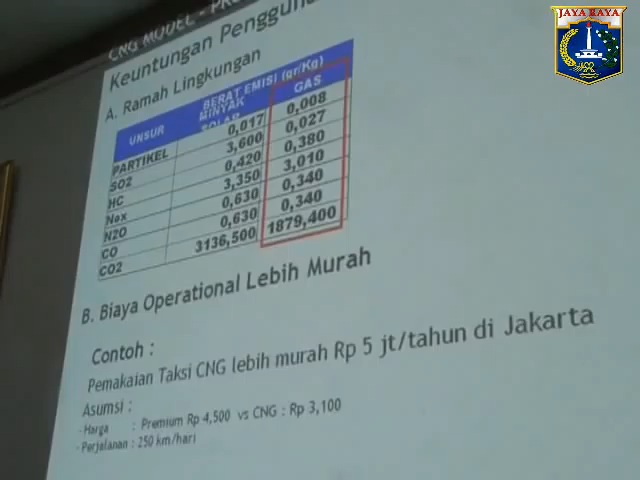 JAYA RAYA
CNG MODEL - PR
Keuntungan Penggun
A. Ramah Lingkungan
UNSUR BERAT EMISI (gr/Kg)
MINYAK SOLAR GAS
PARTIKEL 0,017 0,008
SO2 3,600 0,027
HC 0,420 0,380
Nox 3,350 3,010
N2O 0,630 0,340
CO 0,630 0,340
CO2 3136,500 1879,400
B. Biaya Operational Lebih Murah
Contoh :
Pemakaian Taksi CNG lebih murah Rp 5 jt/tahun di Jakarta
Asumsi :
- Harga : Premium Rp 4,500 vs CNG : Rp 3,100
- Perjalanan : 250 km/hari